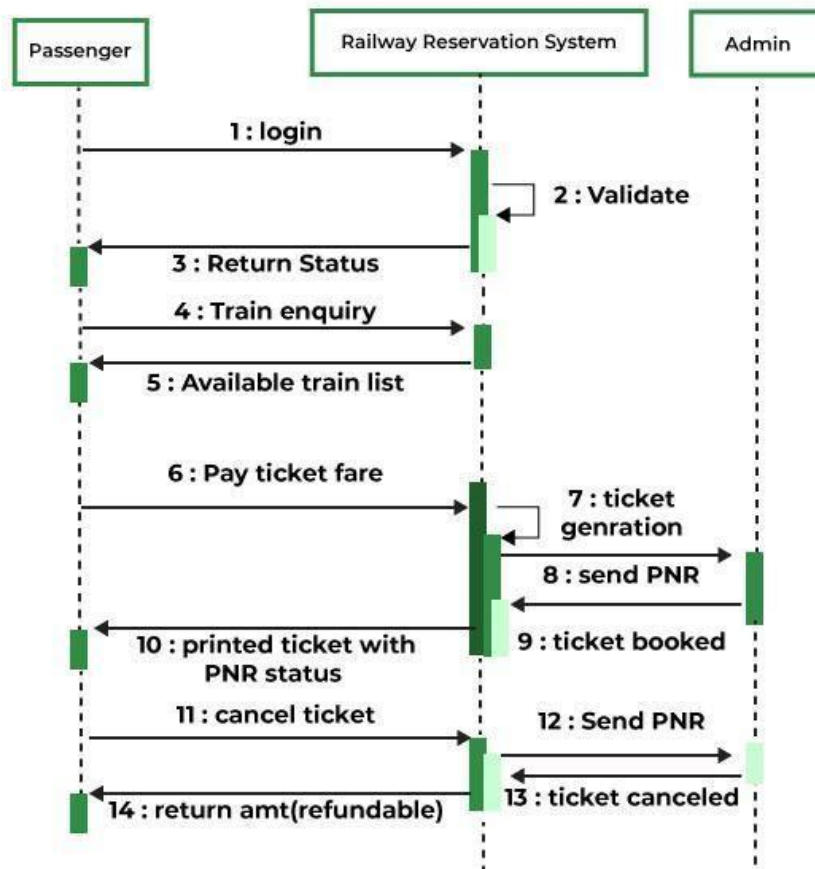 Passenger
Railway Reservation System
Admin
1 : login
2 : Validate
3 : Return Status
4 : Train enquiry
5 : Available train list
6 : Pay ticket fare
7 : ticket
genration
8 : send PNR
9 : ticket booked
10 : printed ticket with
PNR status
11 : cancel ticket
12 : Send PNR
13 : ticket canceled
14 : return amt(refundable)